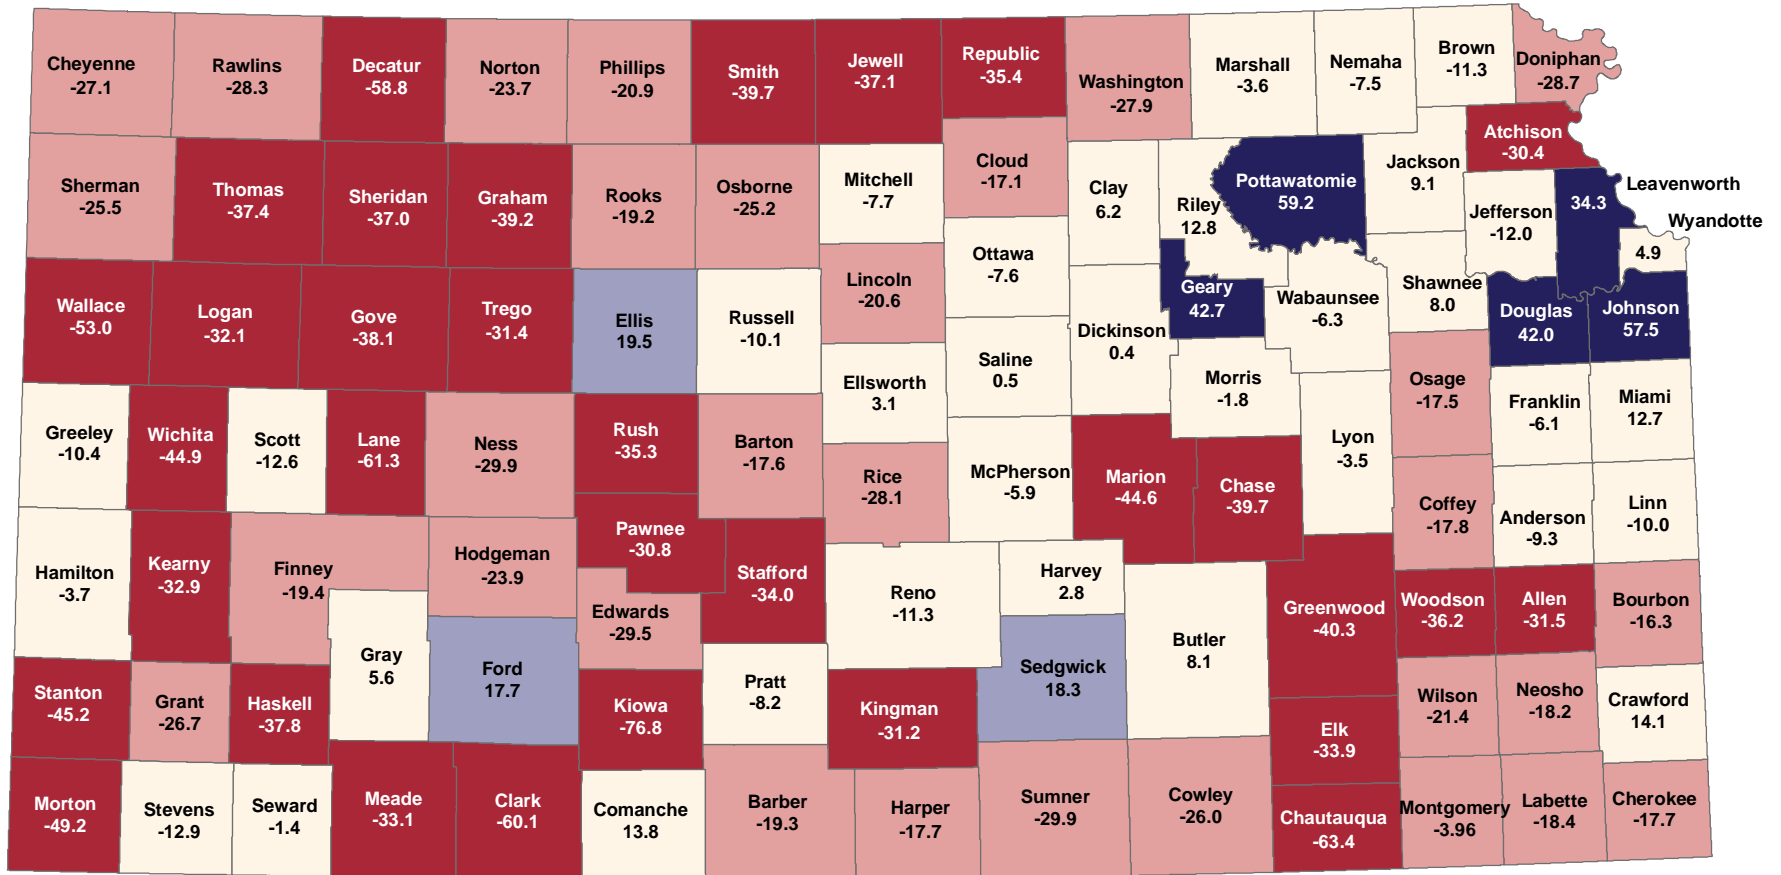 Cheyenne
-27.1
Rawlins
-28.3
Decatur
-58.8
Norton
-23.7
Phillips
-20.9
Smith
-39.7
Jewell
-37.1
Republic
-35.4
Washington
-27.9
Marshall
-3.6
Nemaha
-7.5
Brown
-11.3
Doniphan
-28.7
Sherman
-25.5
Thomas
-37.4
Sheridan
-37.0
Graham
-39.2
Rooks
-19.2
Osborne
-25.2
Mitchell
-7.7
Cloud
-17.1
Clay
6.2
Riley
12.8
Pottawatomie
59.2
Jackson
9.1
Atchison
-30.4
Jefferson
-12.0
Leavenworth
34.3
Wyandotte
4.9
Wallace
-53.0
Logan
-32.1
Gove
-38.1
Trego
-31.4
Ellis
19.5
Russell
-10.1
Lincoln
-20.6
Ottawa
-7.6
Saline
0.5
Dickinson
0.4
Geary
42.7
Wabaunsee
-6.3
Shawnee
8.0
Douglas
42.0
Johnson
57.5
Greeley
-10.4
Wichita
-44.9
Scott
-12.6
Lane
-61.3
Ness
-29.9
Rush
-35.3
Barton
-17.6
Ellsworth
3.1
Rice
-28.1
McPherson
-5.9
Marion
-44.6
Morris
-1.8
Chase
-39.7
Lyon
-3.5
Osage
-17.5
Franklin
-6.1
Miami
12.7
Coffey
-17.8
Anderson
-9.3
Linn
-10.0
Hamilton
-3.7
Kearny
-32.9
Finney
-19.4
Hodgeman
-23.9
Pawnee
-30.8
Edwards
-29.5
Stafford
-34.0
Reno
-11.3
Harvey
2.8
Butler
8.1
Greenwood
-40.3
Woodson
-36.2
Allen
-31.5
Bourbon
-16.3
Stanton
-45.2
Grant
-26.7
Haskell
-37.8
Gray
5.6
Ford
17.7
Kiowa
-76.8
Pratt
-8.2
Kingman
-31.2
Sedgwick
18.3
Elk
-33.9
Wilson
-21.4
Neosho
-18.2
Crawford
14.1
Morton
-49.2
Stevens
-12.9
Seward
-1.4
Meade
-33.1
Clark
-60.1
Comanche
13.8
Barber
-19.3
Harper
-17.7
Sumner
-29.9
Cowley
-26.0
Chautauqua
-63.4
Montgomery
-3.96
Labette
-18.4
Cherokee
-17.7